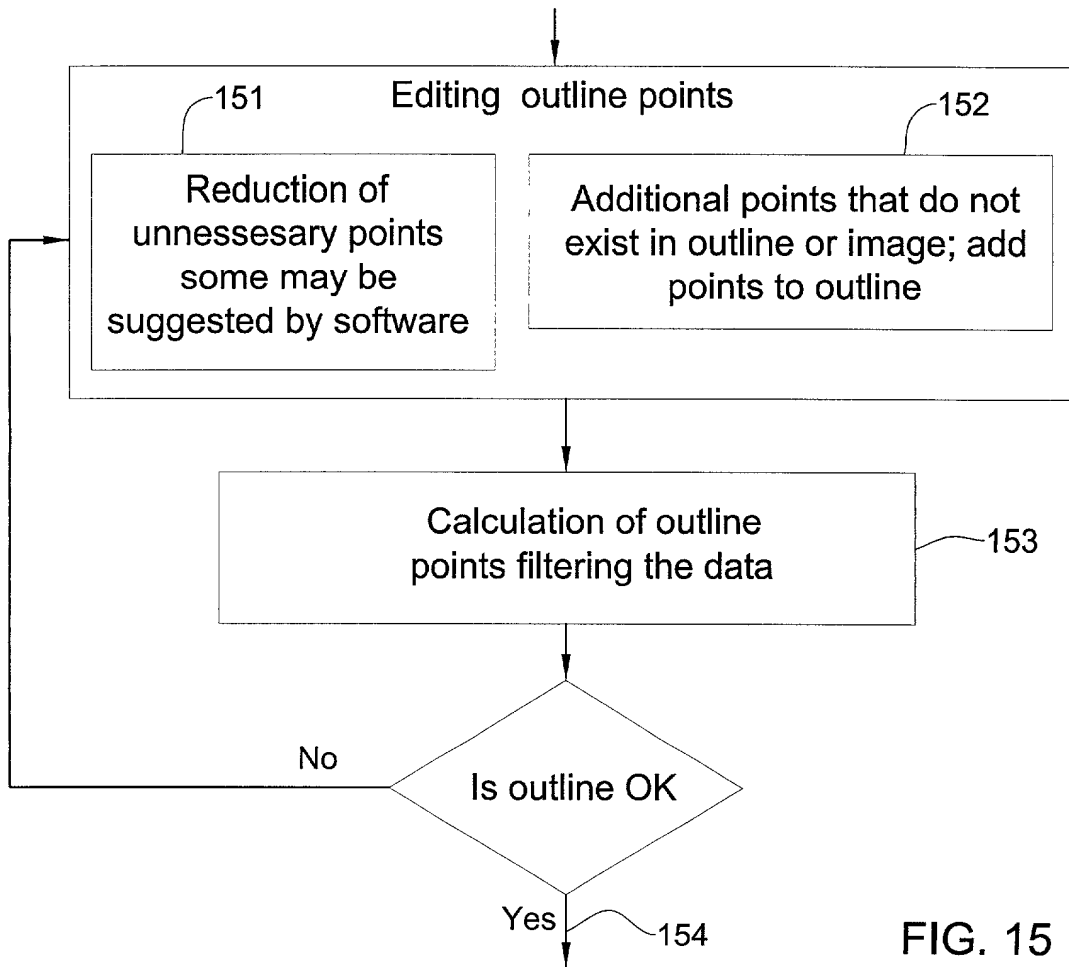 Editing outline points
151
Reduction of
unnessesary points
some may be
suggested by software
152
Additional points that do not
exist in outline or image; add
points to outline
Calculation of outline
points filtering the data
153
Is outline OK
No
Yes
154
FIG. 15